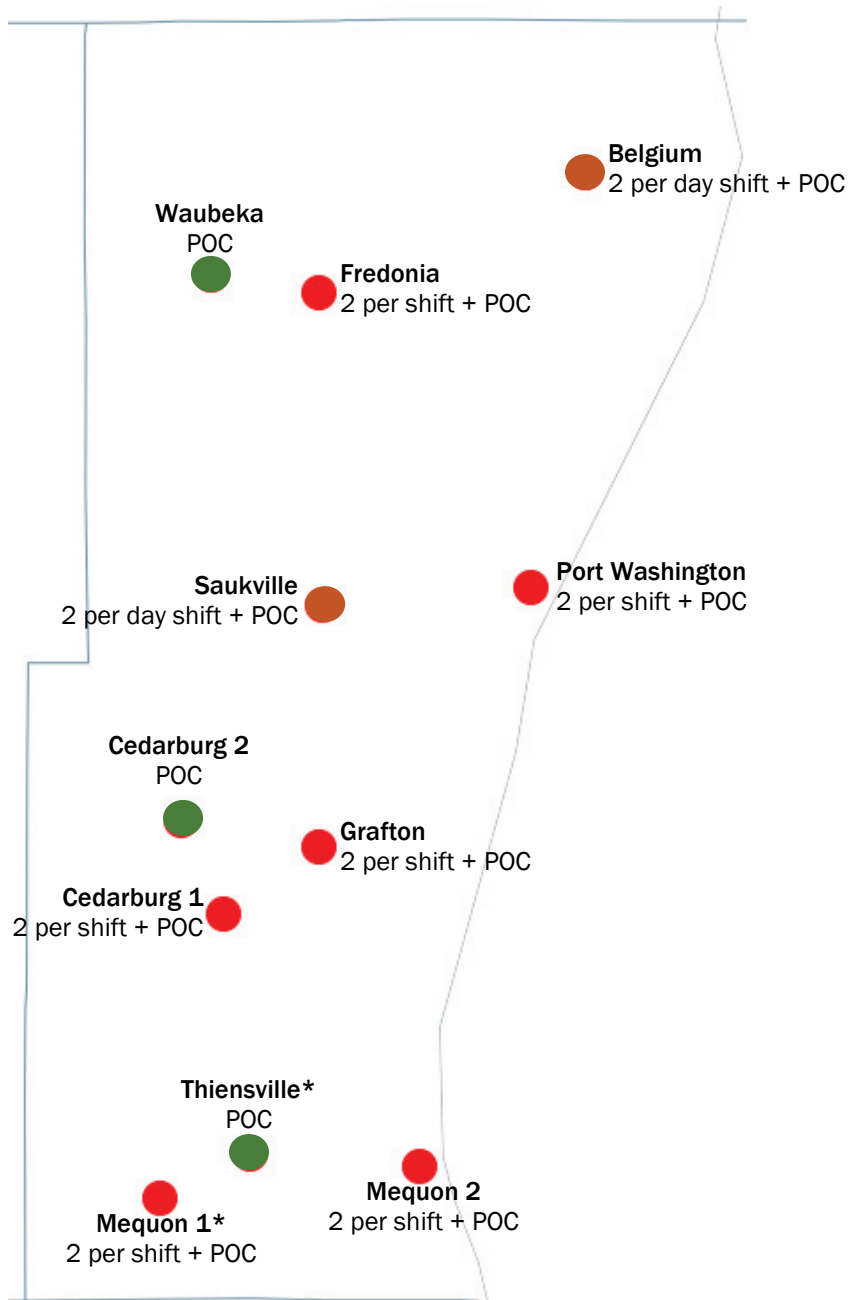 Belgium
2 per day shift + POC
Waubeka
POC
Fredonia
2 per shift + POC
Port Washington
2 per shift + POC
Saukville
2 per day shift + POC
Cedarburg 2
POC
Grafton
2 per shift + POC
Cedarburg 1
2 per shift + POC
Thiensville*
POC
Mequon 2
2 per shift + POC
Mequon 1*
2 per shift + POC